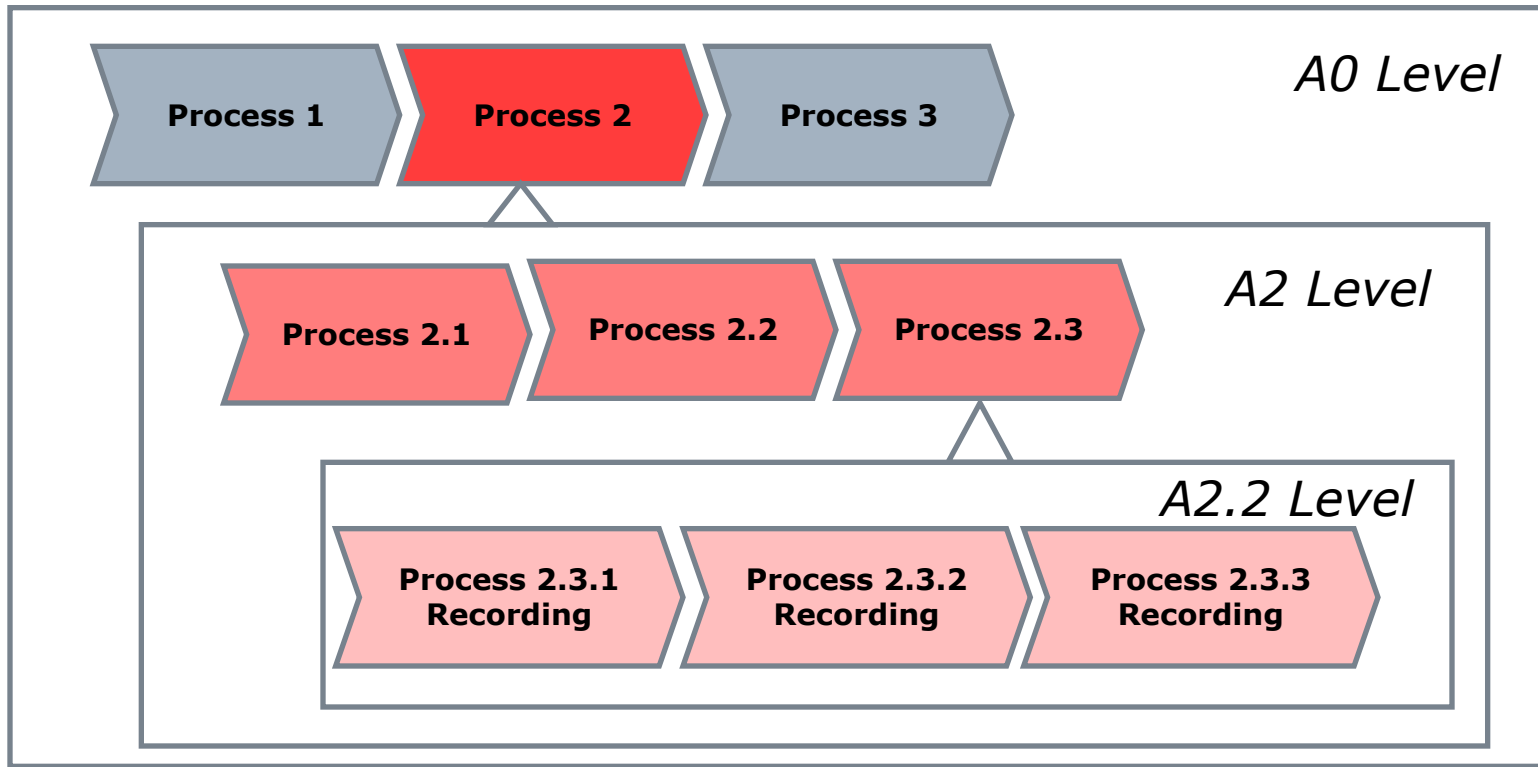 A0 Level
Process 1
Process 2
Process 3
A2 Level
Process 2.1
Process 2.2
Process 2.3
A2.2 Level
Process 2.3.1
Recording
Process 2.3.2
Recording
Process 2.3.3
Recording